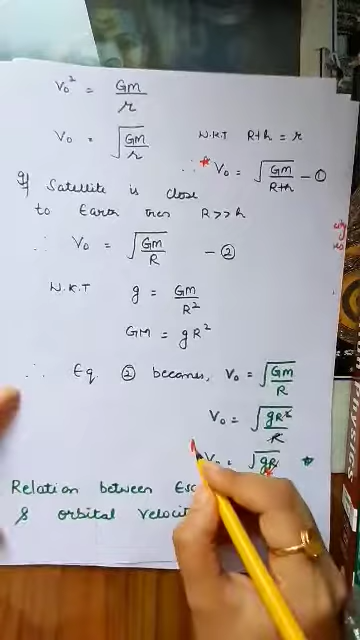 V₀² = GM/r
V₀ = √(GM/r) W.K.T R+h = r
∴ * V₀ = √(GM/R+h) – ①
If Satellite is close
to Earth then R >> h
∴ V₀ = √(GM/R) – ②
W.K.T g = GM/R²
GM = gR²
∴ Eq ② becomes, V₀ = √(GM/R)
V₀ = √(gR²/R)
V₀ = √gR *
Relation between Esc
& orbital velocit